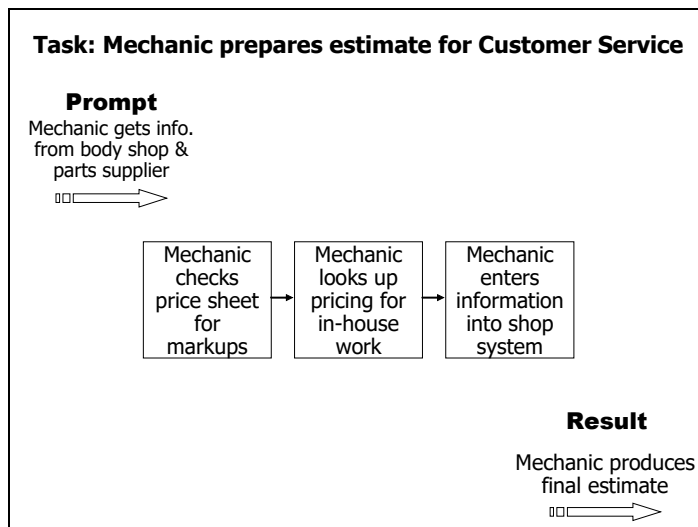 Task: Mechanic prepares estimate for Customer Service
Prompt
Mechanic gets info.
from body shop &
parts supplier
Mechanic
checks
price sheet
for
markups
Mechanic
looks up
pricing for
in-house
work
Mechanic
enters
information
into shop
system
Result
Mechanic produces
final estimate